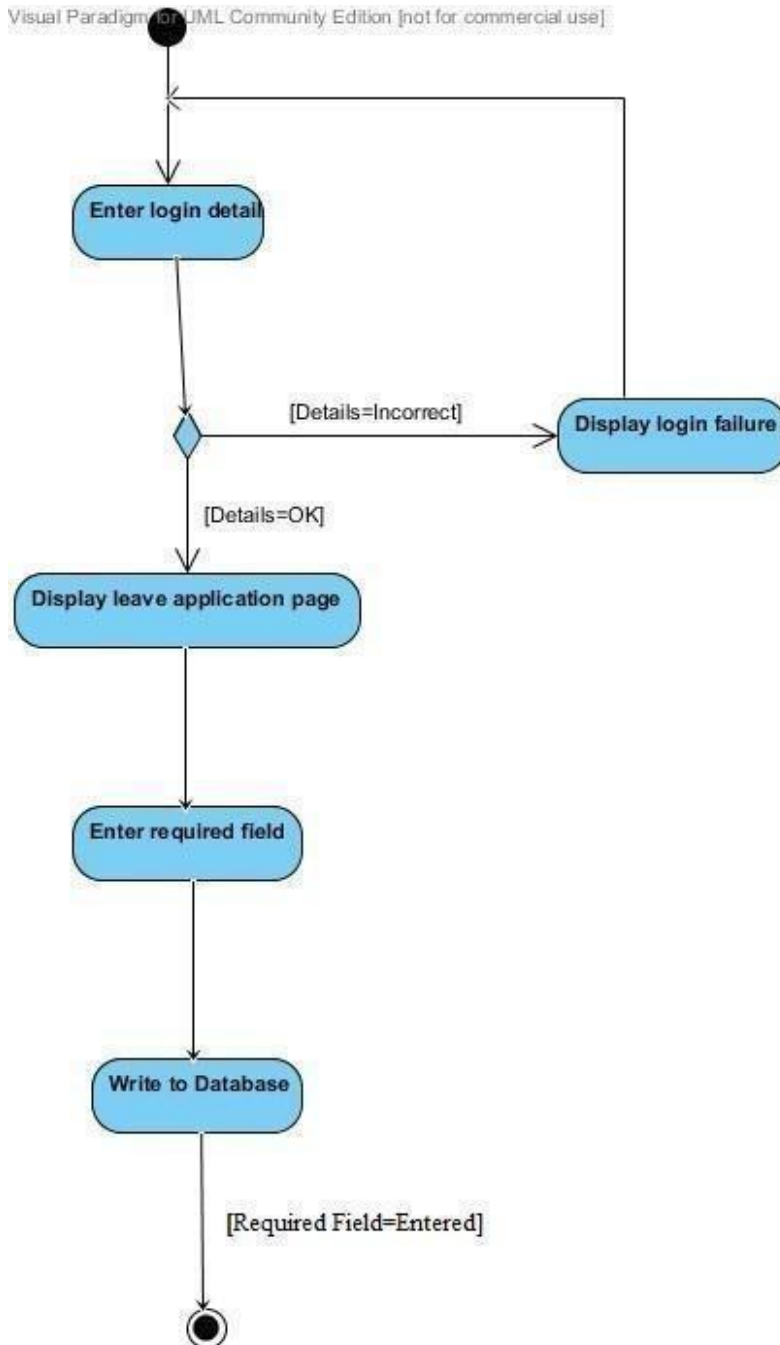 Visual Paradigm for UML Community Edition [not for commercial use]
Enter login detail
[Details=Incorrect]
Display login failure
[Details=OK]
Display leave application page
Enter required field
Write to Database
[Required Field=Entered]